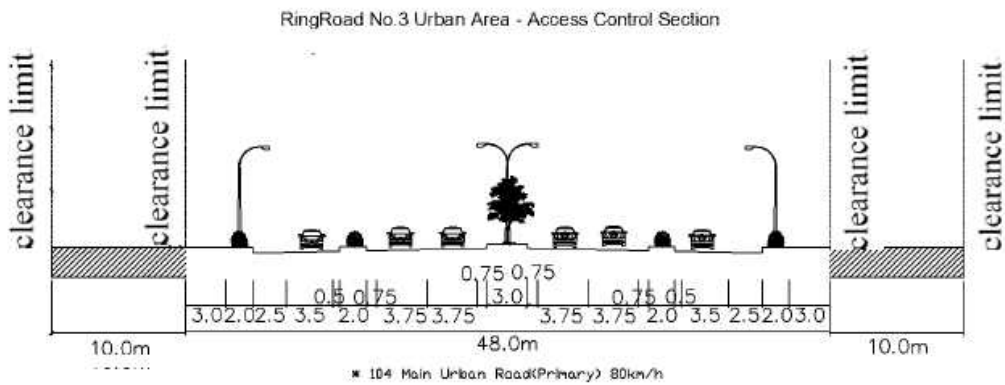 RingRoad No.3 Urban Area - Access Control Section
clearance limit
clearance limit
clearance limit
clearance limit
0.75 0.75
0.5 0.75 3.0 0.75 0.5
3.0 2.0 2.5 3.5 2.0 3.75 3.75 3.75 3.75 2.0 3.5 2.5 2.0 3.0
10.0m 48.0m 10.0m
* 104 Main Urban Road(Primary) 80km/h